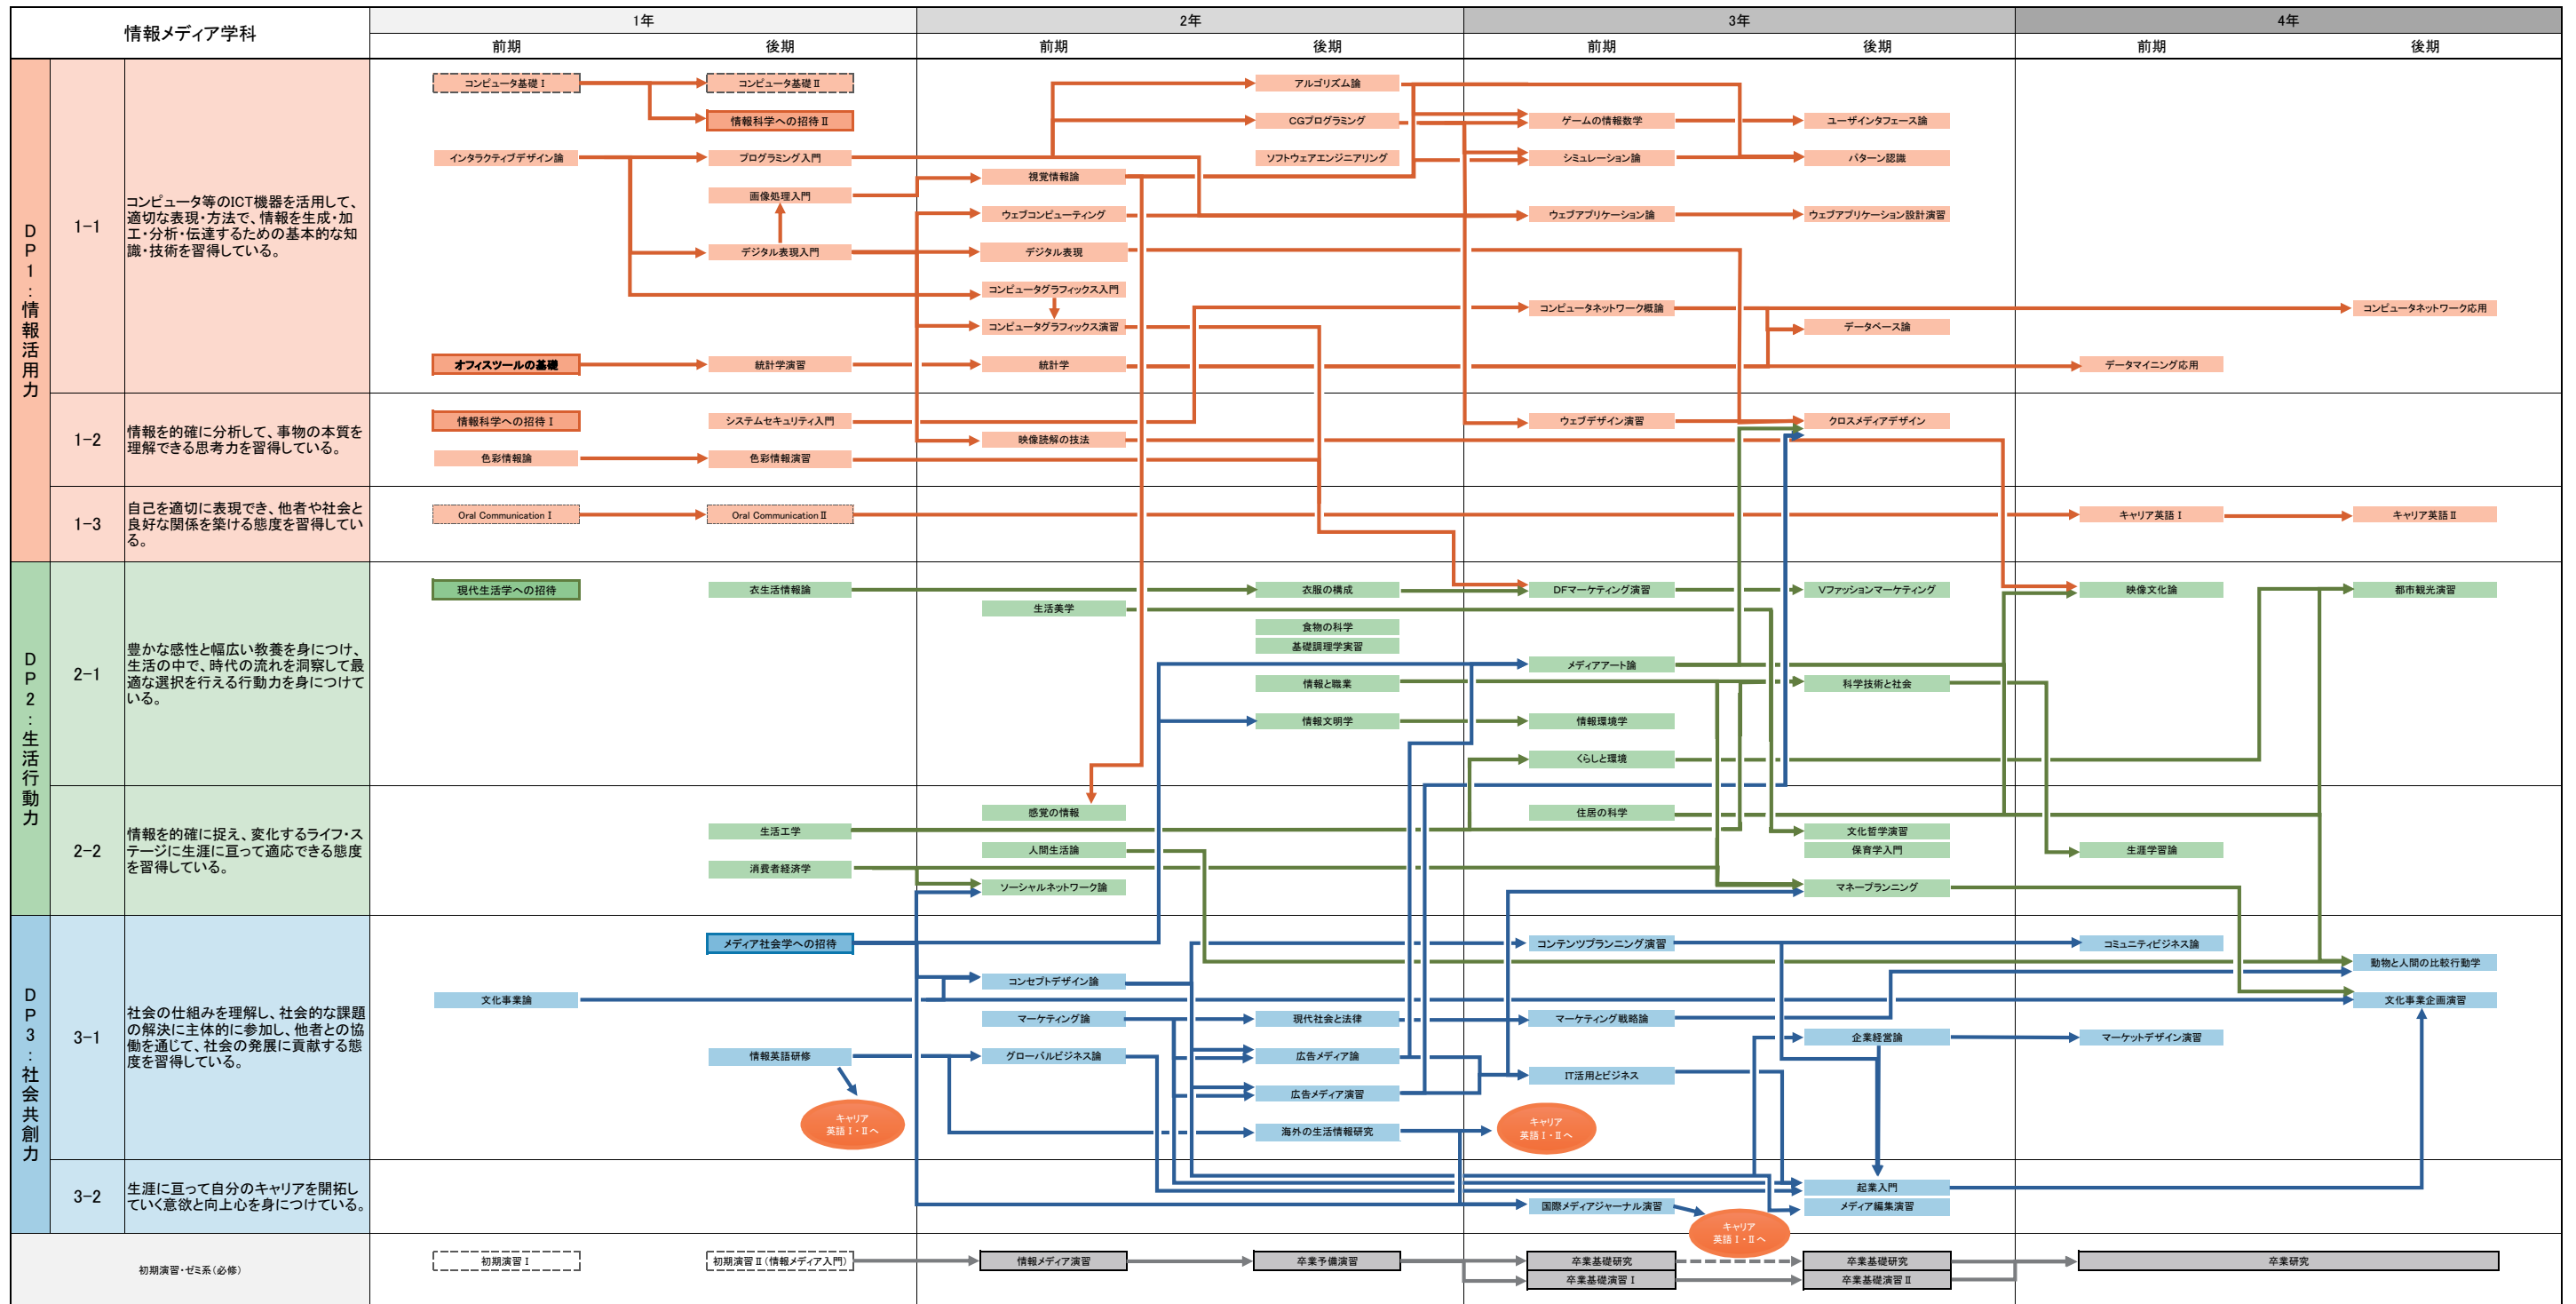 情報メディア学科
1年
2年
3年
4年
前期
後期
前期
後期
前期
後期
前期
後期
DP1:情報活用力
1-1
コンピュータ等のICT機器を活用して、
適切な表現・方法で、情報を生成・加
工・分析・伝達するための基本的な知
識・技術を習得している。
コンピュータ基礎Ⅰ
コンピュータ基礎Ⅱ
アルゴリズム論
情報科学への招待Ⅱ
CGプログラミング
ゲームの情報数学
ユーザインタフェース論
インタラクティブデザイン論
プログラミング入門
ソフトウェアエンジニアリング
シミュレーション論
パターン認識
視覚情報論
画像処理入門
ウェブコンピューティング
ウェブアプリケーション論
ウェブアプリケーション設計演習
デジタル表現入門
デジタル表現
コンピュータグラフィックス入門
コンピュータネットワーク概論
コンピュータネットワーク応用
コンピュータグラフィックス演習
データベース論
オフィスツールの基礎
統計学演習
統計学
データマイニング応用
1-2
情報を的確に分析して、事物の本質を
理解できる思考力を習得している。
情報科学への招待Ⅰ
システムセキュリティ入門
ウェブデザイン演習
クロスメディアデザイン
映像読解の技法
色彩情報論
色彩情報演習
1-3
自己を適切に表現でき、他者や社会と
良好な関係を築ける態度を習得してい
る。
Oral Communication Ⅰ
Oral Communication Ⅱ
キャリア英語Ⅰ
キャリア英語Ⅱ
DP2:生活行動力
2-1
豊かな感性と幅広い教養を身につけ、
生活の中で、時代の流れを洞察して最
適な選択を行える行動力を身につけて
いる。
現代生活学への招待
衣生活情報論
衣服の構成
DFマーケティング演習
Vファッションマーケティング
映像文化論
都市観光演習
生活美学
食物の科学
基礎調理学実習
メディアアート論
情報と職業
科学技術と社会
情報文明学
情報環境学
くらしと環境
2-2
情報を的確に捉え、変化するライフ・ス
テージに生涯に亘って適応できる態度
を習得している。
感覚の情報
住居の科学
生活工学
文化哲学演習
人間生活論
保育学入門
生涯学習論
消費者経済学
ソーシャルネットワーク論
マネープランニング
DP3:社会共創力
3-1
社会の仕組みを理解し、社会的な課題
の解決に主体的に参加し、他者との協
働を通じて、社会の発展に貢献する態
度を習得している。
メディア社会学への招待
コンテンツプランニング演習
コミュニティビジネス論
動物と人間の比較行動学
コンセプトデザイン論
文化事業論
文化事業企画演習
マーケティング論
現代社会と法律
マーケティング戦略論
企業経営論
マーケットデザイン演習
情報英語研修
グローバルビジネス論
広告メディア論
IT活用とビジネス
広告メディア演習
キャリア
英語Ⅰ・Ⅱへ
海外の生活情報研究
キャリア
英語Ⅰ・Ⅱへ
3-2
生涯に亘って自分のキャリアを開拓し
ていく意欲と向上心を身につけている。
起業入門
国際メディアジャーナル演習
メディア編集演習
キャリア
英語Ⅰ・Ⅱへ
初期演習・ゼミ系(必修)
初期演習Ⅰ
初期演習Ⅱ(情報メディア入門)
情報メディア演習
卒業予備演習
卒業基礎研究
卒業基礎研究
卒業研究
卒業基礎演習Ⅰ
卒業基礎演習Ⅱ